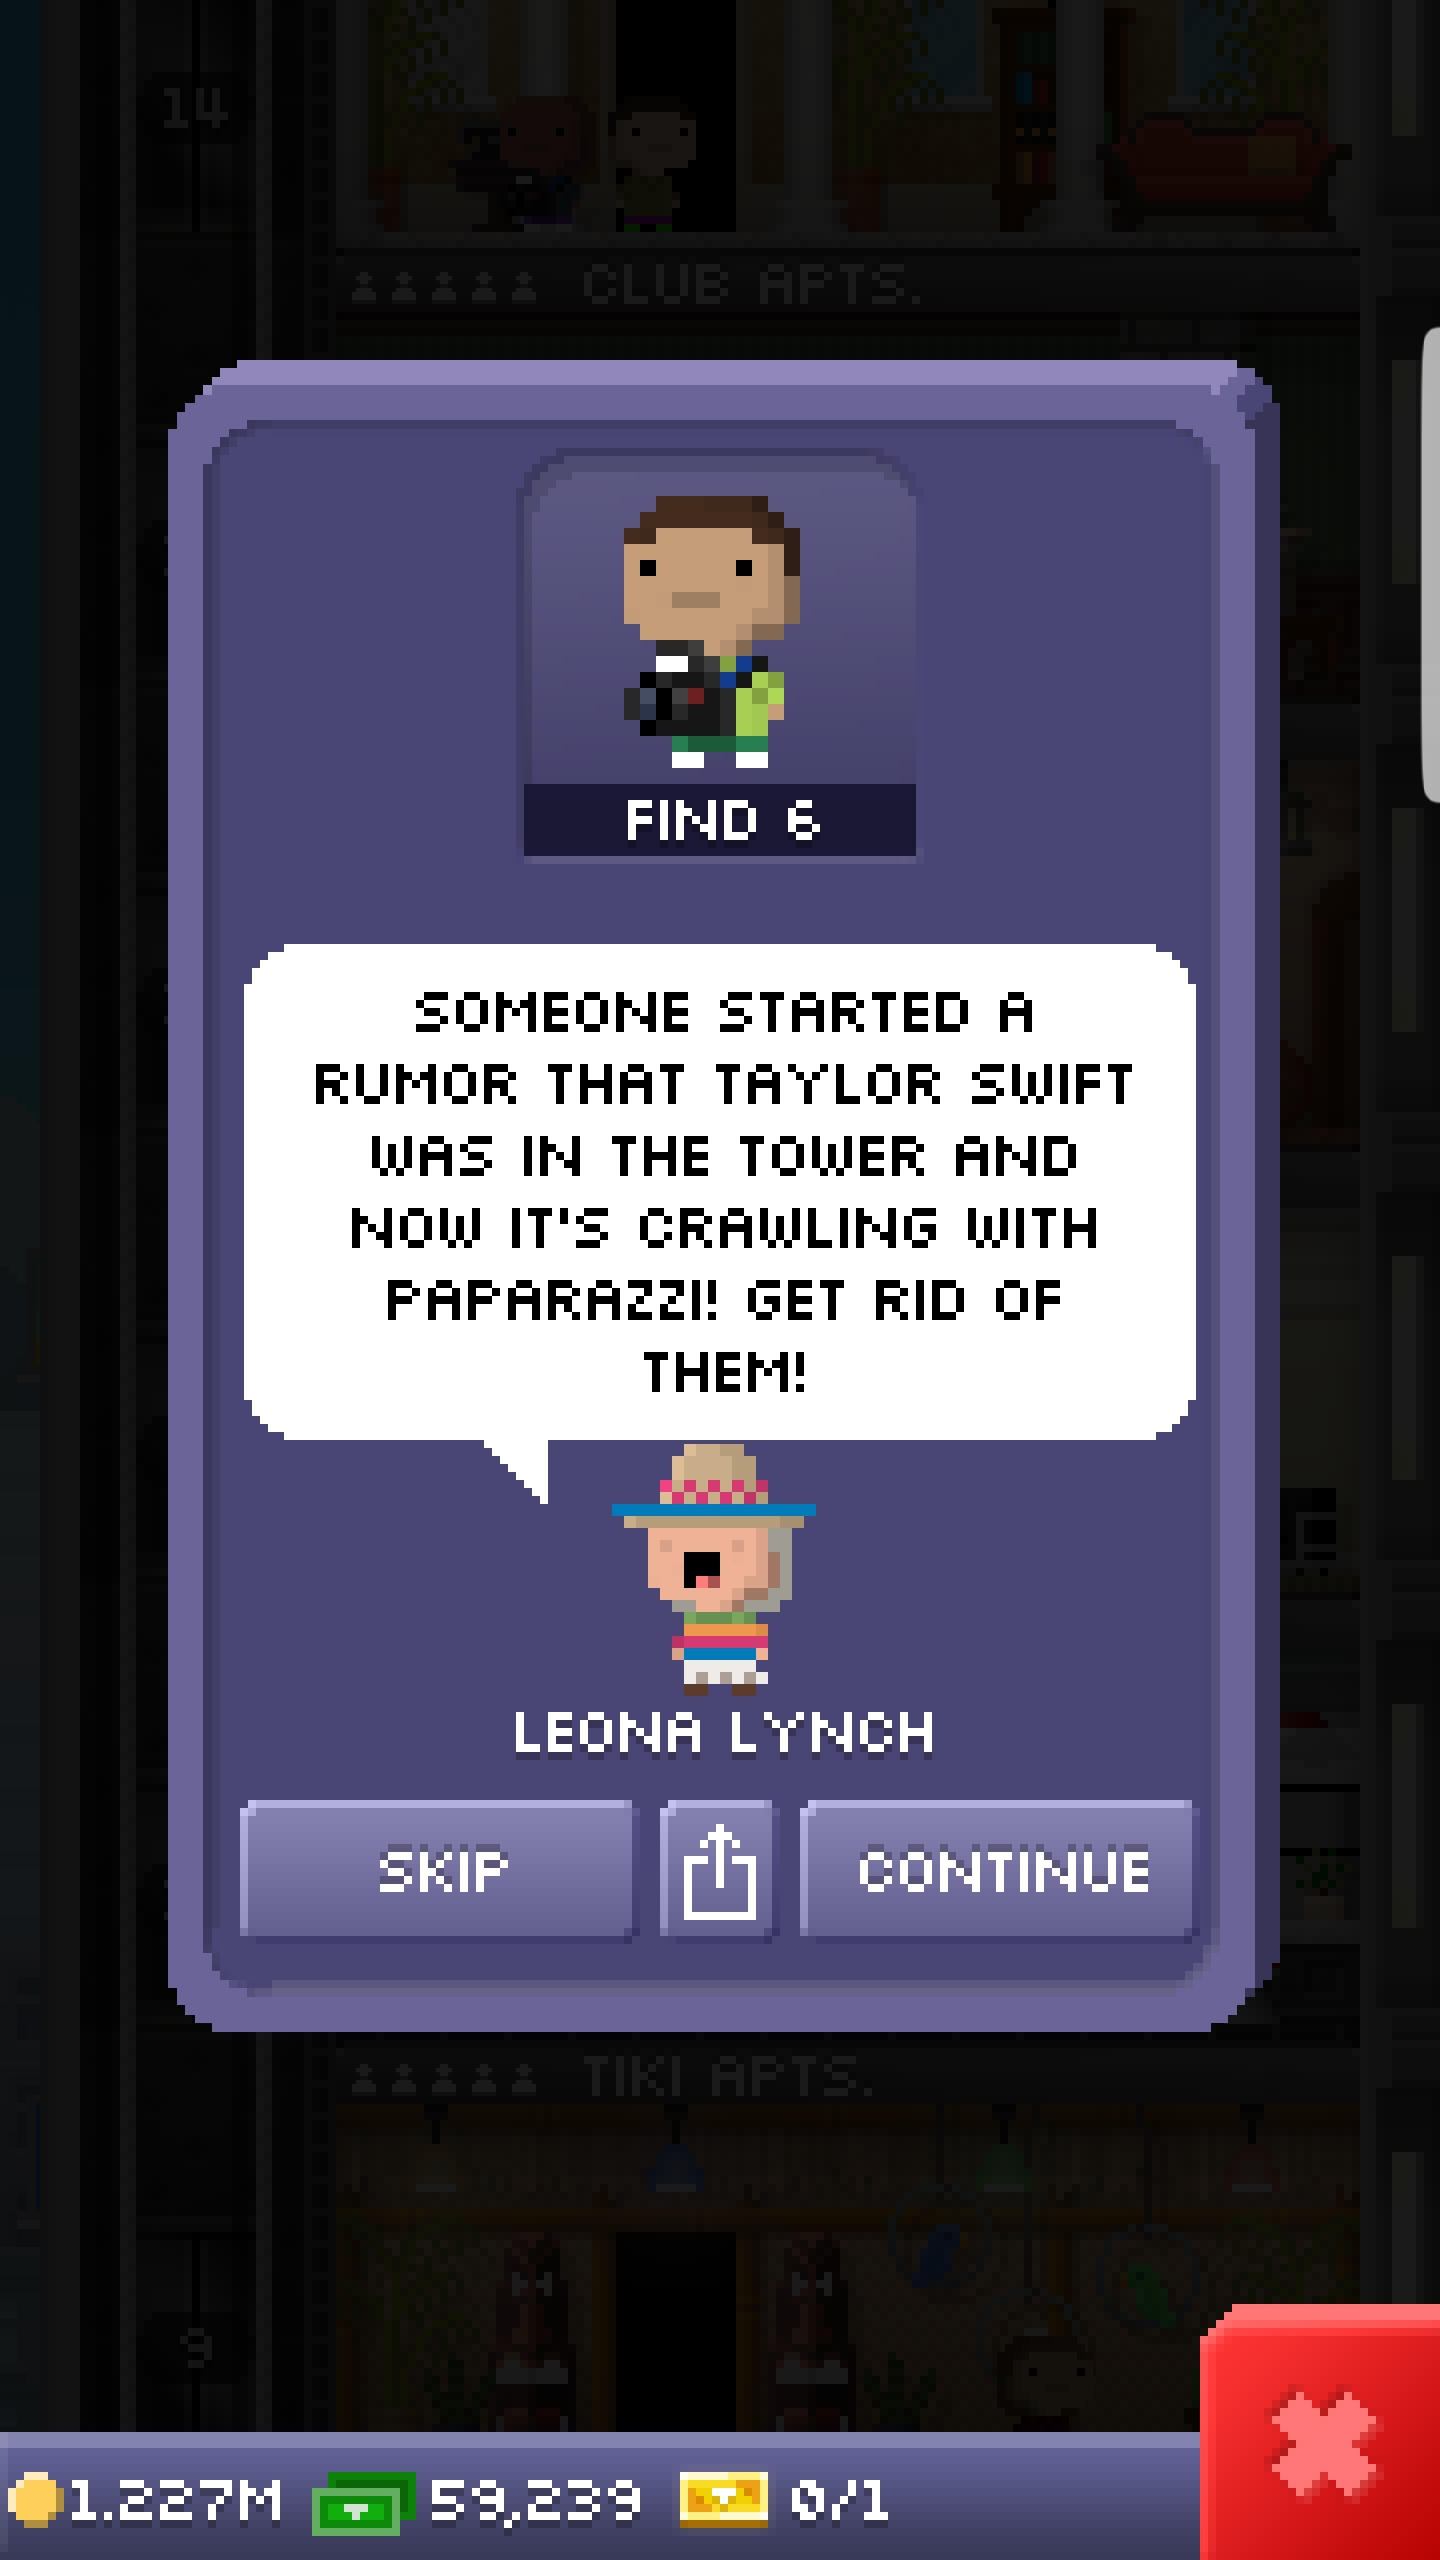 14
CLUB APTS.
FIND 6
SOMEONE STARTED A
RUMOR THAT TAYLOR SWIFT
WAS IN THE TOWER AND
NOW IT'S CRAWLING WITH
PAPARAZZI! GET RID OF
THEM!
LEONA LYNCH
SKIP
CONTINUE
TIKI APTS.
9
1.227M
59,239
0/1